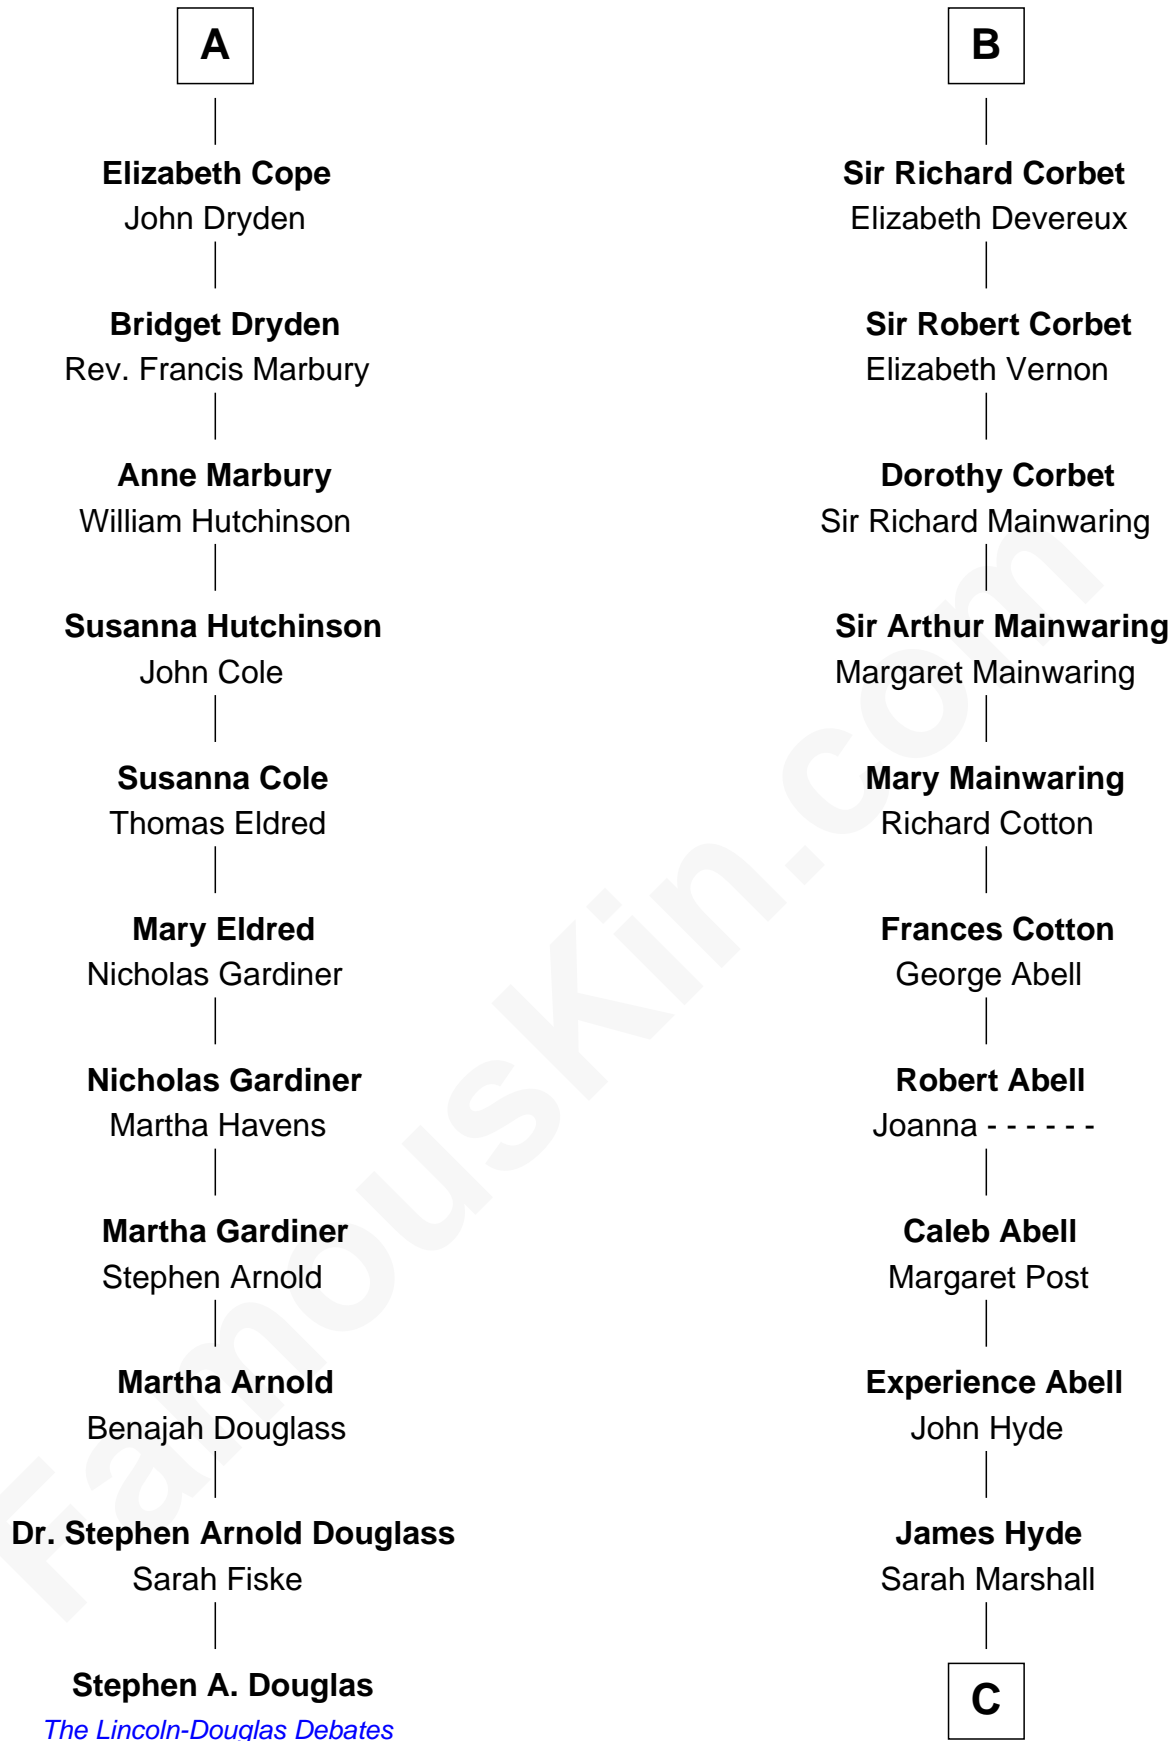 A
Elizabeth Cope
John Dryden
Bridget Dryden
Rev. Francis Marbury
Anne Marbury
William Hutchinson
Susanna Hutchinson
John Cole
Susanna Cole
Thomas Eldred
Mary Eldred
Nicholas Gardiner
Nicholas Gardiner
Martha Havens
Martha Gardiner
Stephen Arnold
Martha Arnold
Benajah Douglass
Dr. Stephen Arnold Douglass
Sarah Fiske
Stephen A. Douglas
The Lincoln-Douglas Debates
B
Sir Richard Corbet
Elizabeth Devereux
Sir Robert Corbet
Elizabeth Vernon
Dorothy Corbet
Sir Richard Mainwaring
Sir Arthur Mainwaring
Margaret Mainwaring
Mary Mainwaring
Richard Cotton
Frances Cotton
George Abell
Robert Abell
Joanna - - - - - -
Caleb Abell
Margaret Post
Experience Abell
John Hyde
James Hyde
Sarah Marshall
C
FamousKin.com